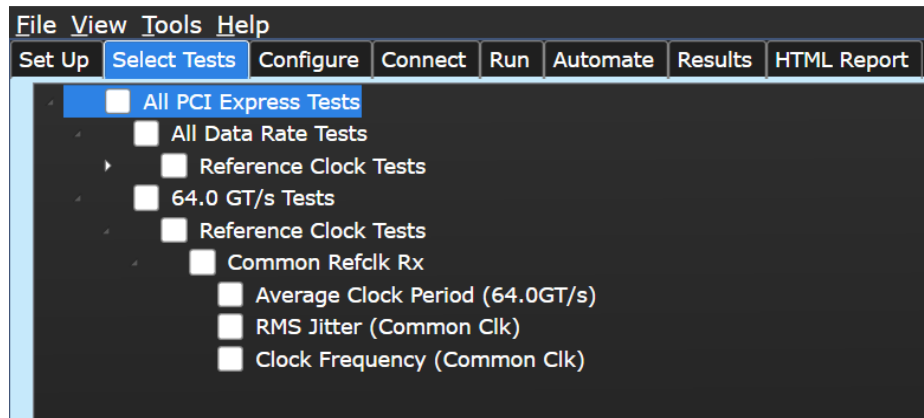 File View Tools Help
Set Up Select Tests Configure Connect Run Automate Results HTML Report
All PCI Express Tests
All Data Rate Tests
Reference Clock Tests
64.0 GT/s Tests
Reference Clock Tests
Common Refclk Rx
Average Clock Period (64.0GT/s)
RMS Jitter (Common Clk)
Clock Frequency (Common Clk)